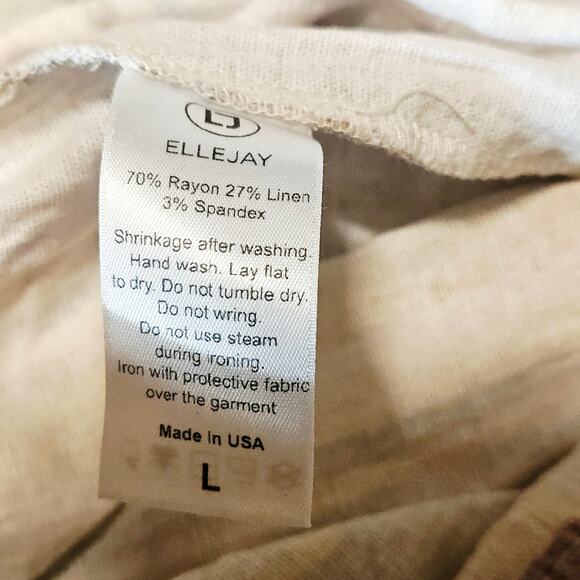 LJ
ELLEJAY
70% Rayon 27% Linen
3% Spandex
Shrinkage after washing.
Hand wash. Lay flat
to dry. Do not tumble dry.
Do not wring.
Do not use steam
during ironing.
Iron with protective fabric
over the garment
Made in USA
L